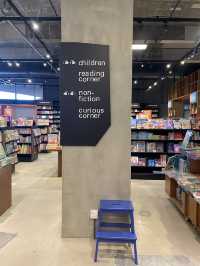 children
reading
corner
non-
fiction
curious
corner